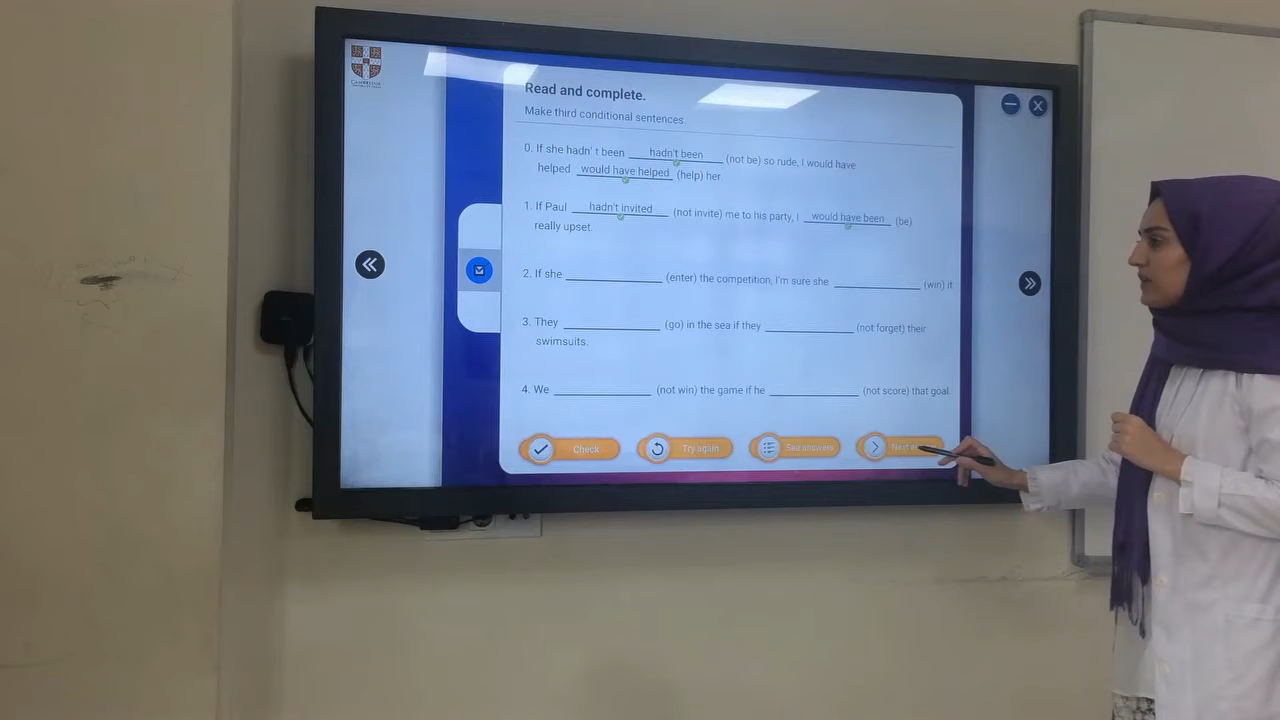 CAMBRIDGE
Read and complete.
Make third conditional sentences.
0. If she hadn' t been hadn't been (not be) so rude, I would have
helped would have helped (help) her.
1. If Paul hadn't invited (not invite) me to his party, I would have been (be)
really upset.
2. If she (enter) the competition, I'm sure she (win) it.
3. They (go) in the sea if they (not forget) their
swimsuits.
4. We (not win) the game if he (not score) that goal.
Check Try again See answers Next